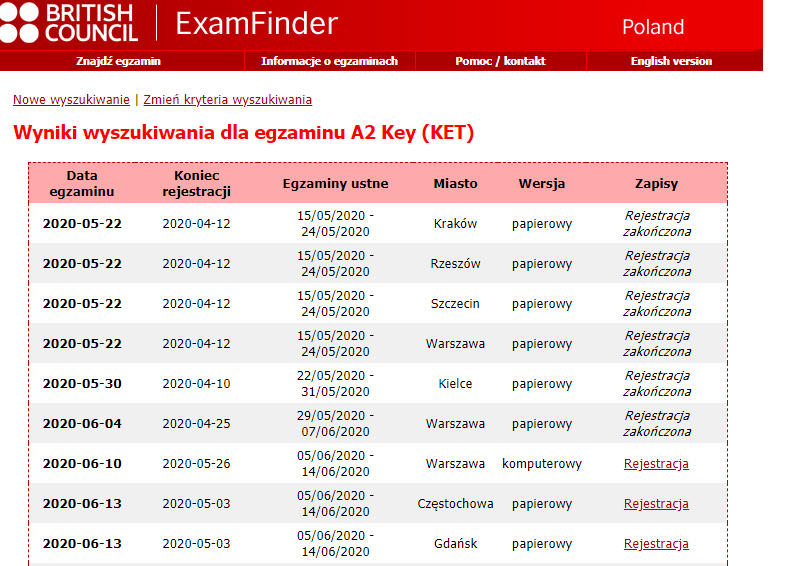 BRITISH COUNCIL ExamFinder Poland
Znajdź egzamin Informacje o egzaminach Pomoc / kontakt English version
Nowe wyszukiwanie | Zmień kryteria wyszukiwania
Wyniki wyszukiwania dla egzaminu A2 Key (KET)
Data egzaminu Koniec rejestracji Egzaminy ustne Miasto Wersja Zapisy
2020-05-22 2020-04-12 15/05/2020 - 24/05/2020 Kraków papierowy Rejestracja zakończona
2020-05-22 2020-04-12 15/05/2020 - 24/05/2020 Rzeszów papierowy Rejestracja zakończona
2020-05-22 2020-04-12 15/05/2020 - 24/05/2020 Szczecin papierowy Rejestracja zakończona
2020-05-22 2020-04-12 15/05/2020 - 24/05/2020 Warszawa papierowy Rejestracja zakończona
2020-05-30 2020-04-10 22/05/2020 - 31/05/2020 Kielce papierowy Rejestracja zakończona
2020-06-04 2020-04-25 29/05/2020 - 07/06/2020 Warszawa papierowy Rejestracja zakończona
2020-06-10 2020-05-26 05/06/2020 - 14/06/2020 Warszawa komputerowy Rejestracja
2020-06-13 2020-05-03 05/06/2020 - 14/06/2020 Częstochowa papierowy Rejestracja
2020-06-13 2020-05-03 05/06/2020 - 14/06/2020 Gdańsk papierowy Rejestracja